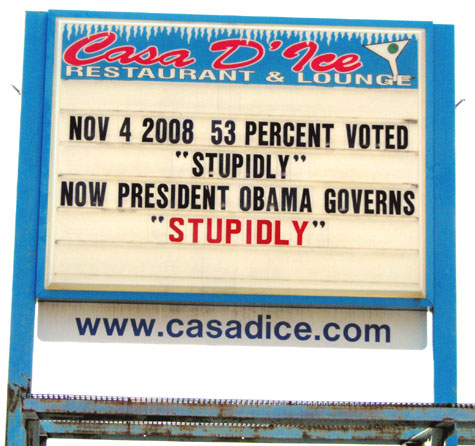 Casa D'Ice
RESTAURANT & LOUNGE
NOV 4 2008 53 PERCENT VOTED
"STUPIDLY"
NOW PRESIDENT OBAMA GOVERNS
"STUPIDLY"
www.casadice.com